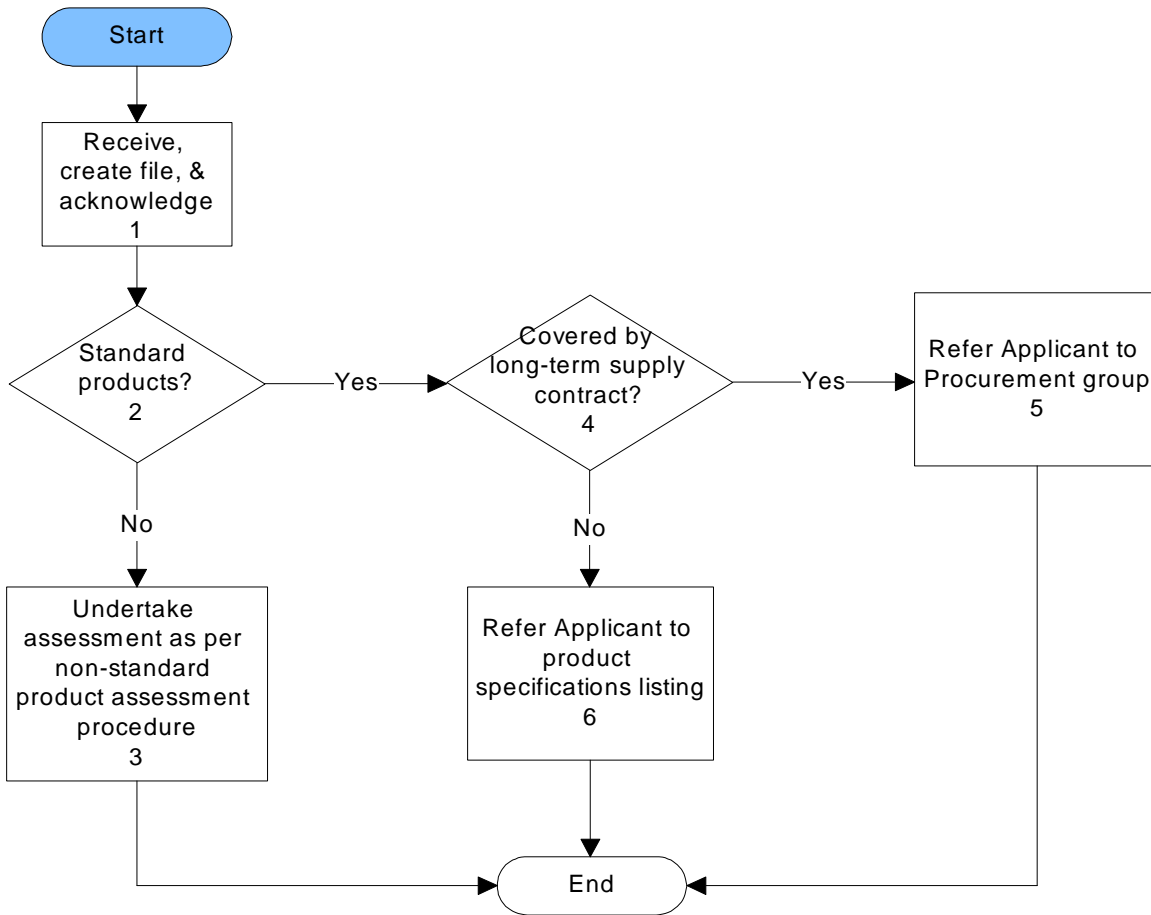 Start
Receive,
create file, &
acknowledge
1
Standard
products?
2
Yes
Covered by
long-term supply
contract?
4
Yes
Refer Applicant to
Procurement group
5
No
No
Undertake
assessment as per
non-standard
product assessment
procedure
3
Refer Applicant to
product
specifications listing
6
End